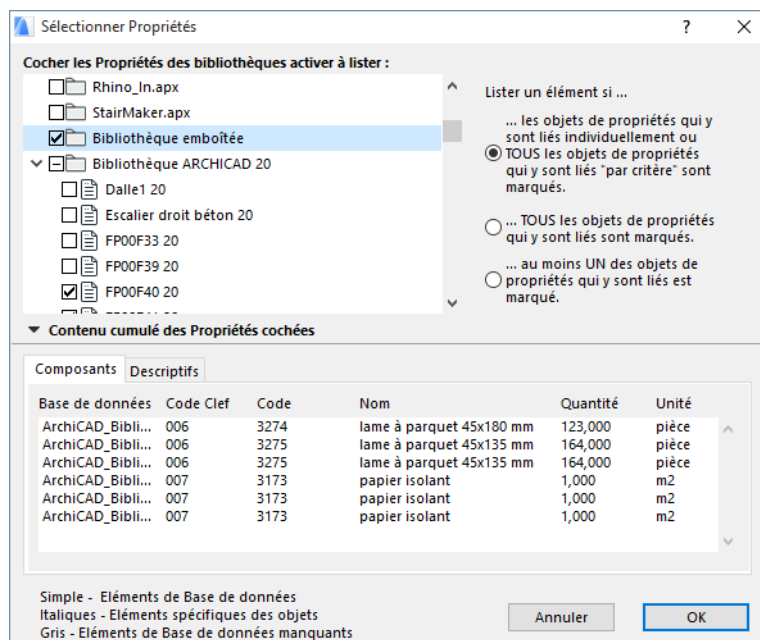 Sélectionner Propriétés
Cocher les Propriétés des bibliothèques activer à lister :
Rhino_In.apx
StairMaker.apx
Bibliothèque emboîtée
Bibliothèque ARCHICAD 20
Dalle1 20
Escalier droit béton 20
FP00F33 20
FP00F39 20
FP00F40 20
Lister un élément si ...
... les objets de propriétés qui y
sont liés individuellement ou
TOUS les objets de propriétés
qui y sont liés "par critère" sont
marqués.
... TOUS les objets de propriétés
qui y sont liés sont marqués.
... au moins UN des objets de
propriétés qui y sont liés est
marqué.
Contenu cumulé des Propriétés cochées
Composants Descriptifs
Base de données Code Clef Code Nom Quantité Unité
ArchiCAD_Bibli... 006 3274 lame à parquet 45x180 mm 123,000 pièce
ArchiCAD_Bibli... 006 3275 lame à parquet 45x135 mm 164,000 pièce
ArchiCAD_Bibli... 006 3275 lame à parquet 45x135 mm 164,000 pièce
ArchiCAD_Bibli... 007 3173 papier isolant 1,000 m2
ArchiCAD_Bibli... 007 3173 papier isolant 1,000 m2
ArchiCAD_Bibli... 007 3173 papier isolant 1,000 m2
Simple - Eléments de Base de données
Italiques - Eléments spécifiques des objets
Gris - Eléments de Base de données manquants
Annuler OK